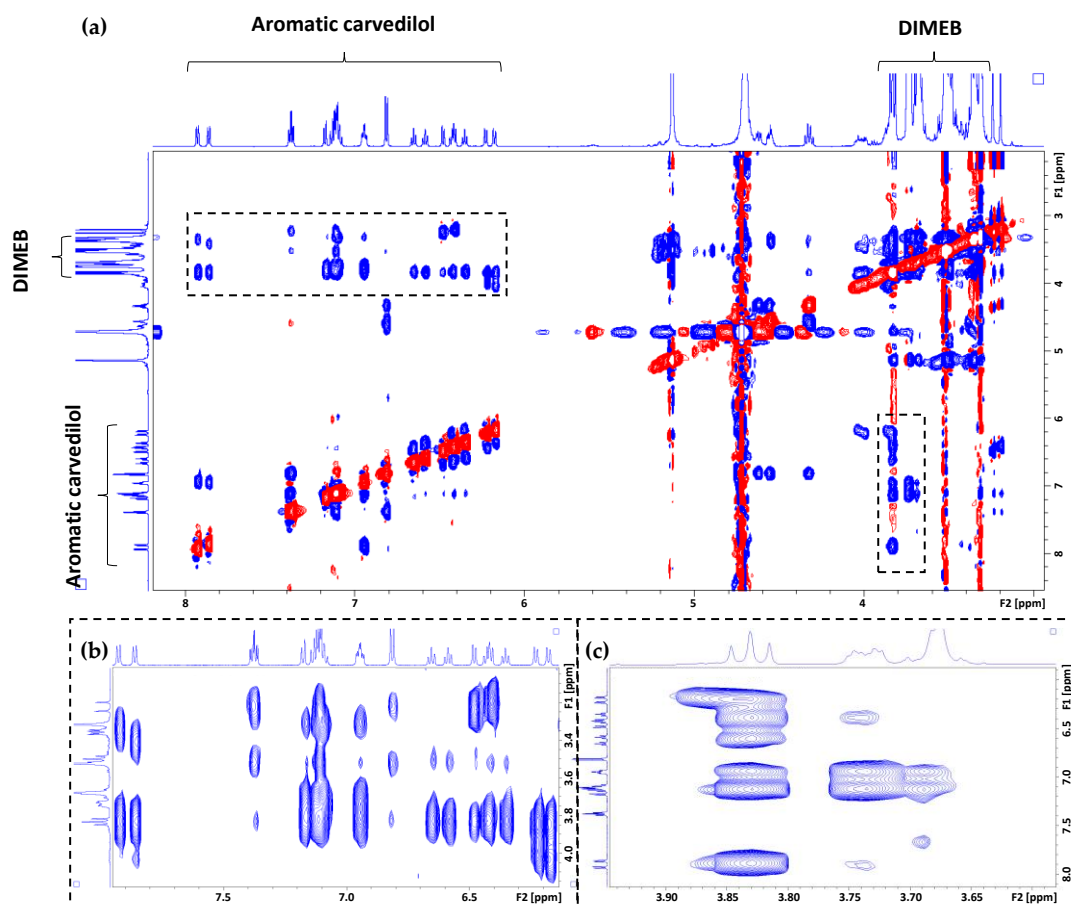 (a)
Aromatic carvedilol
DIMEB
DIMEB
Aromatic carvedilol
F1 [ppm]
3
4
5
6
7
8
8 7 6 5 4 F2 [ppm]
(b)
F1 [ppm]
3.4
3.6
3.8
4.0
7.5 7.0 6.5 F2 [ppm]
(c)
F1 [ppm]
6.5
7.0
7.5
8.0
3.90 3.85 3.80 3.75 3.70 3.65 F2 [ppm]